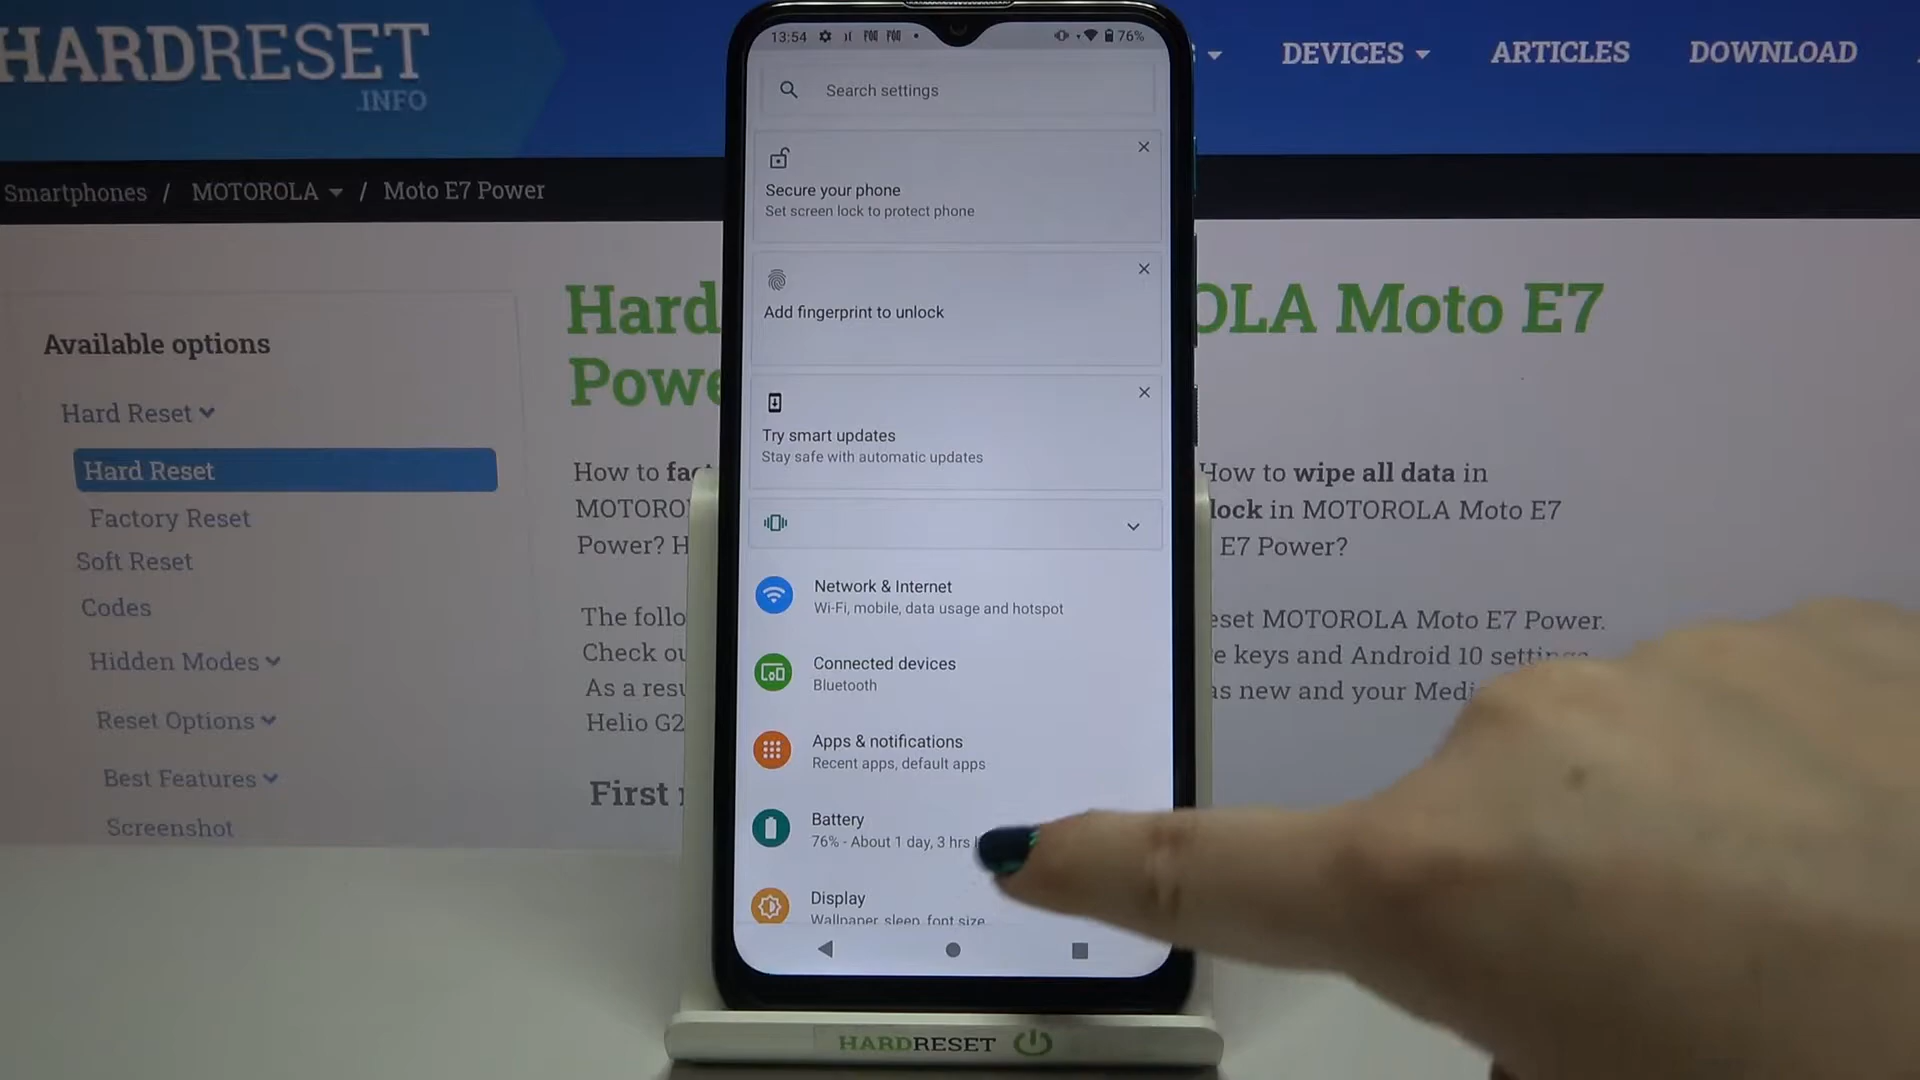 HARDRESET
.INFO
DEVICES
ARTICLES
DOWNLOAD
Smartphones / MOTOROLA / Moto E7 Power
Available options
Hard Reset
Hard Reset
Factory Reset
Soft Reset
Codes
Hidden Modes
Reset Options
Best Features
Screenshot
Hard
OLA Moto E7
Powe
How to fac
How to wipe all data in
MOTORO
lock in MOTOROLA Moto E7
Power? H
E7 Power?
The follo
eset MOTOROLA Moto E7 Power.
Check ou
e keys and Android 10 settings
As a resu
as new and your Medi
Helio G2
First
13:54
76%
Search settings
Secure your phone
Set screen lock to protect phone
Add fingerprint to unlock
Try smart updates
Stay safe with automatic updates
Network & Internet
Wi-Fi, mobile, data usage and hotspot
Connected devices
Bluetooth
Apps & notifications
Recent apps, default apps
Battery
76% - About 1 day, 3 hrs
Display
Wallpaper, sleep, font size
HARDRESET